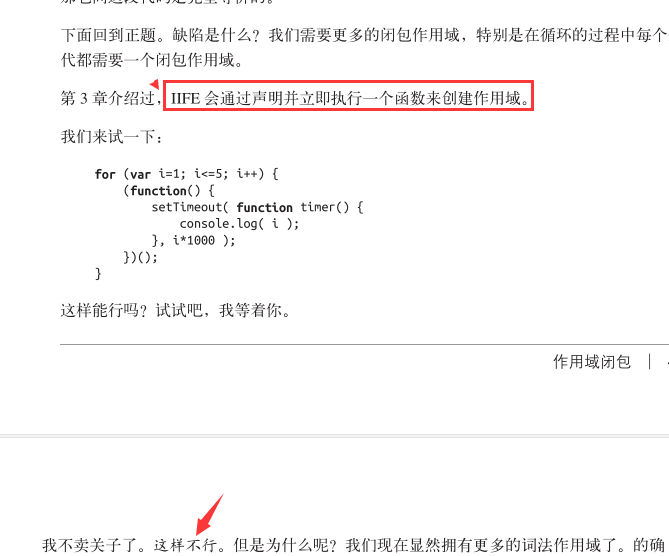 下面回到正题。缺陷是什么？我们需要更多的闭包作用域，特别是在循环的过程中每个
代都需要一个闭包作用域。
第 3 章介绍过，IIFE 会通过声明并立即执行一个函数来创建作用域。
我们来试一下：
for (var i=1; i<=5; i++) {
(function() {
setTimeout( function timer() {
console.log( i );
}, i*1000 );
})();
}
这样能行吗？试试吧，我等着你。
作用域闭包 |
我不卖关子了。这样不行。但是为什么呢？我们现在显然拥有更多的词法作用域了。的确